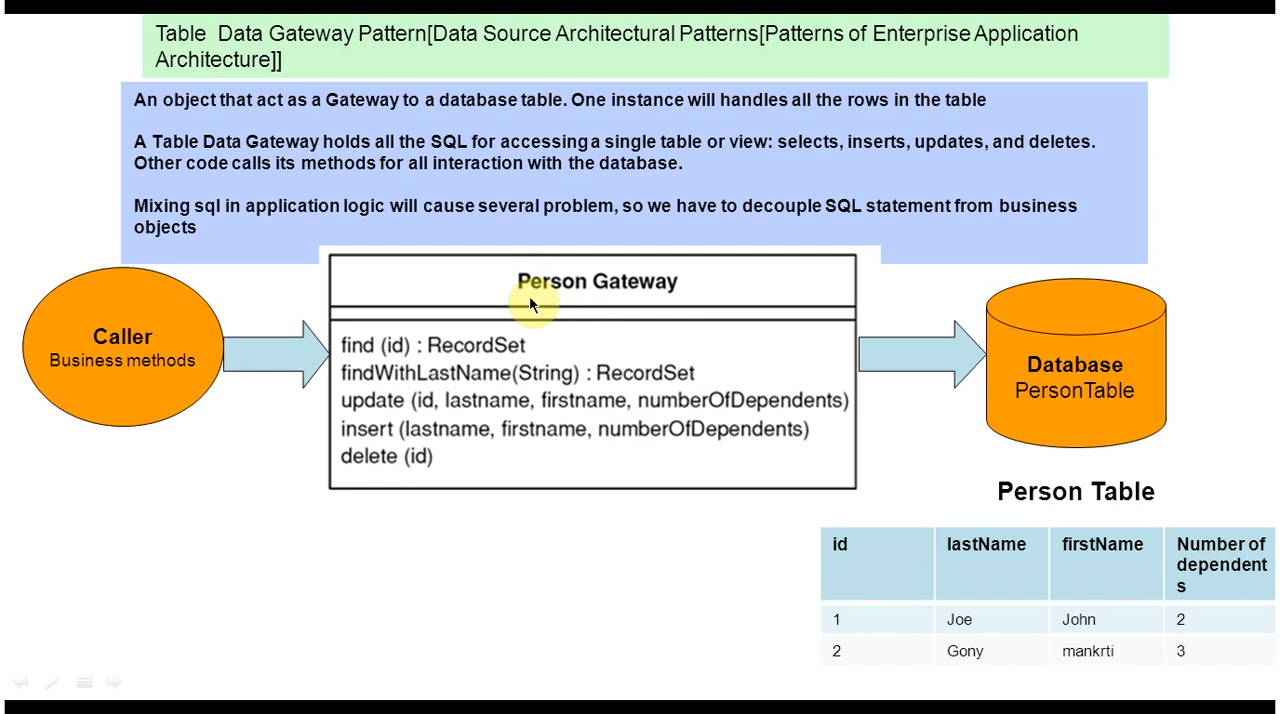 Table Data Gateway Pattern[Data Source Architectural Patterns[Patterns of Enterprise Application
Architecture]]
An object that act as a Gateway to a database table. One instance will handles all the rows in the table
A Table Data Gateway holds all the SQL for accessing a single table or view: selects, inserts, updates, and deletes.
Other code calls its methods for all interaction with the database.
Mixing sql in application logic will cause several problem, so we have to decouple SQL statement from business
objects
Caller
Business methods
Person Gateway
find (id) : RecordSet
findWithLastName(String) : RecordSet
update (id, lastname, firstname, numberOfDependents)
insert (lastname, firstname, numberOfDependents)
delete (id)
Database
PersonTable
Person Table
id lastName firstName Number of
dependent
s
1 Joe John 2
2 Gony mankrti 3